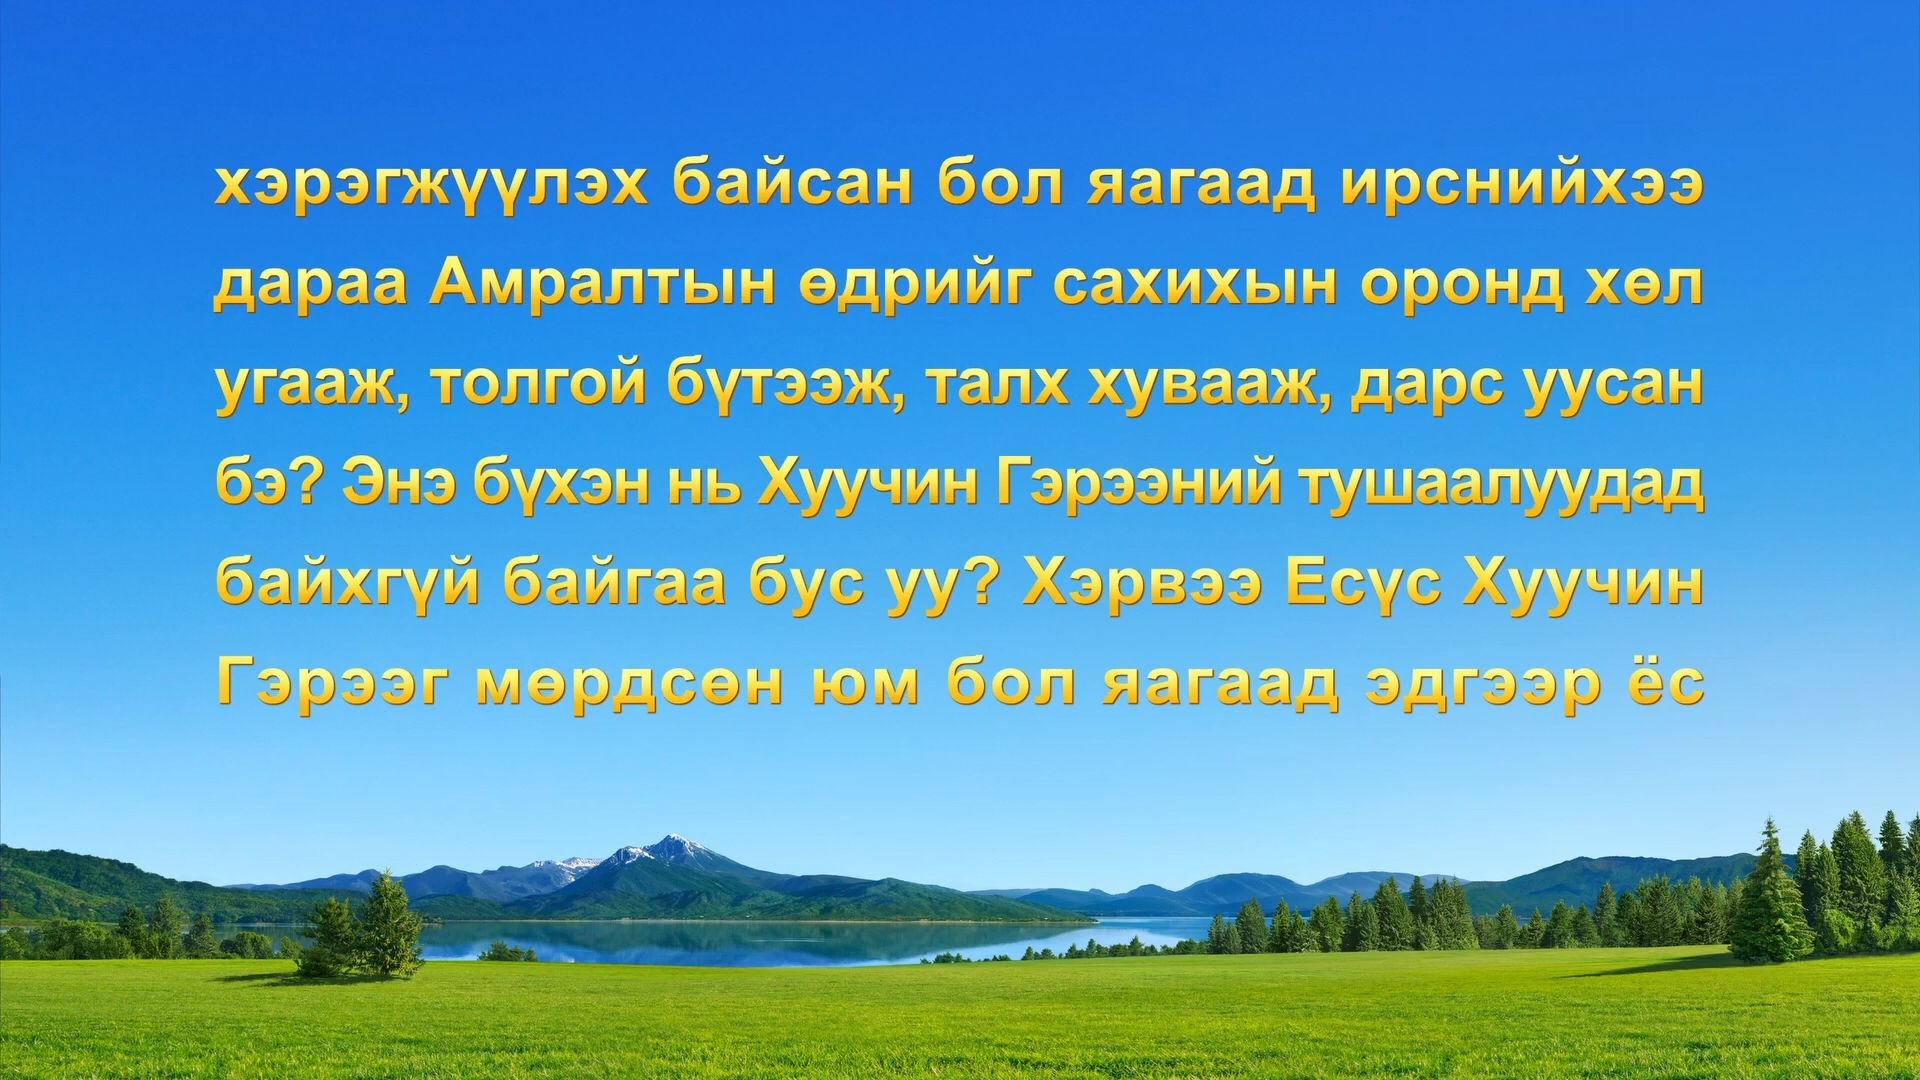 хэрэгжүүлэх байсан бол яагаад ирснийхээ
дараа Амралтын өдрийг сахихын оронд хөл
угааж, толгой бүтээж, талх хувааж, дарс уусан
бэ? Энэ бүхэн нь Хуучин Гэрээний тушаалуудад
байхгүй байгаа бус уу? Хэрвээ Есүс Хуучин
Гэрээг мөрдсөн юм бол яагаад эдгээр ёс